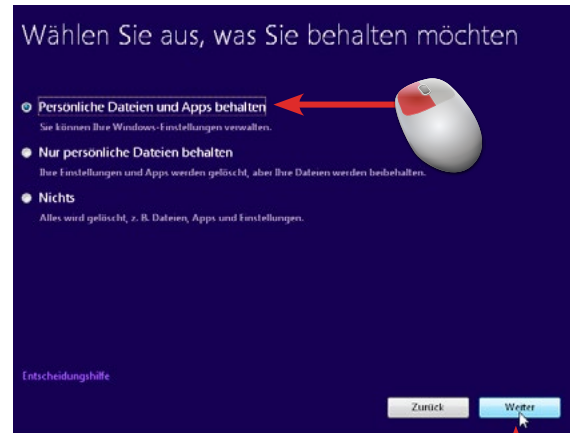 Wählen Sie aus, was Sie behalten möchten
Persönliche Dateien und Apps behalten
Sie können Ihre Windows-Einstellungen verwalten.
Nur persönliche Dateien behalten
Ihre Einstellungen und Apps werden gelöscht, aber Ihre Dateien werden beibehalten.
Nichts
Alles wird gelöscht, z. B. Dateien, Apps und Einstellungen.
Entscheidungshilfe
Zurück
Weiter